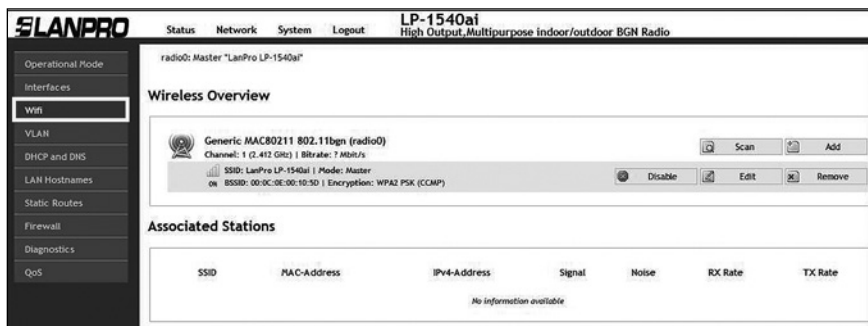 LANPRO
Status Network System Logout
LP-1540ai
High Output,Multipurpose indoor/outdoor BGN Radio
Operational Mode
Interfaces
Wifi
VLAN
DHCP and DNS
LAN Hostnames
Static Routes
Firewall
Diagnostics
QoS
radio0: Master "LanPro LP-1540ai"
Wireless Overview
Generic MAC80211 802.11bgn (radio0)
Channel: 1 (2.412 GHz) | Bitrate: ? Mbit/s
Scan Add
SSID: LanPro LP-1540ai | Mode: Master
ON BSSID: 00:0C:0E:00:10:5D | Encryption: WPA2 PSK (CCMP)
Disable Edit Remove
Associated Stations
SSID MAC-Address IPv4-Address Signal Noise RX Rate TX Rate
No information available